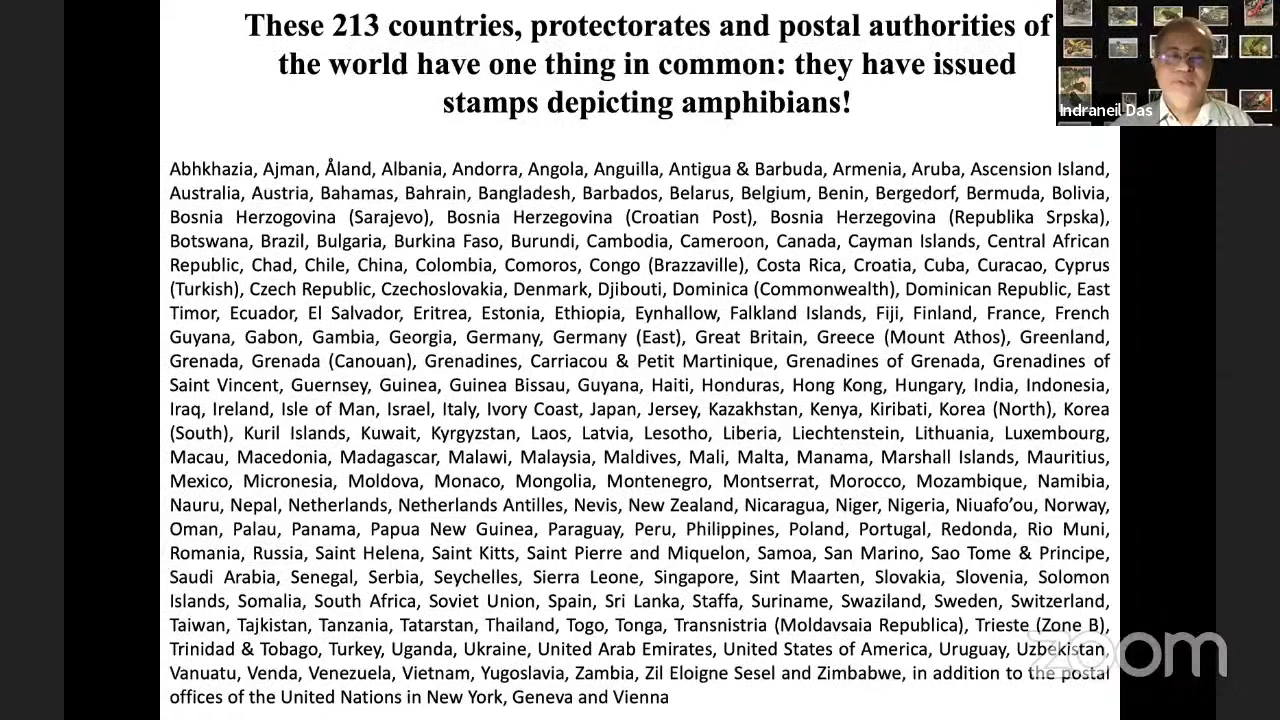 These 213 countries, protectorates and postal authorities of
the world have one thing in common: they have issued
stamps depicting amphibians!
Indraneil Das
Abhkhazia, Ajman, Åland, Albania, Andorra, Angola, Anguilla, Antigua & Barbuda, Armenia, Aruba, Ascension Island,
Australia, Austria, Bahamas, Bahrain, Bangladesh, Barbados, Belarus, Belgium, Benin, Bergedorf, Bermuda, Bolivia,
Bosnia Herzogovina (Sarajevo), Bosnia Herzegovina (Croatian Post), Bosnia Herzegovina (Republika Srpska),
Botswana, Brazil, Bulgaria, Burkina Faso, Burundi, Cambodia, Cameroon, Canada, Cayman Islands, Central African
Republic, Chad, Chile, China, Colombia, Comoros, Congo (Brazzaville), Costa Rica, Croatia, Cuba, Curacao, Cyprus
(Turkish), Czech Republic, Czechoslovakia, Denmark, Djibouti, Dominica (Commonwealth), Dominican Republic, East
Timor, Ecuador, El Salvador, Eritrea, Estonia, Ethiopia, Eynhallow, Falkland Islands, Fiji, Finland, France, French
Guyana, Gabon, Gambia, Georgia, Germany, Germany (East), Great Britain, Greece (Mount Athos), Greenland,
Grenada, Grenada (Canouan), Grenadines, Carriacou & Petit Martinique, Grenadines of Grenada, Grenadines of
Saint Vincent, Guernsey, Guinea, Guinea Bissau, Guyana, Haiti, Honduras, Hong Kong, Hungary, India, Indonesia,
Iraq, Ireland, Isle of Man, Israel, Italy, Ivory Coast, Japan, Jersey, Kazakhstan, Kenya, Kiribati, Korea (North), Korea
(South), Kuril Islands, Kuwait, Kyrgyzstan, Laos, Latvia, Lesotho, Liberia, Liechtenstein, Lithuania, Luxembourg,
Macau, Macedonia, Madagascar, Malawi, Malaysia, Maldives, Mali, Malta, Manama, Marshall Islands, Mauritius,
Mexico, Micronesia, Moldova, Monaco, Mongolia, Montenegro, Montserrat, Morocco, Mozambique, Namibia,
Nauru, Nepal, Netherlands, Netherlands Antilles, Nevis, New Zealand, Nicaragua, Niger, Nigeria, Niuafo’ou, Norway,
Oman, Palau, Panama, Papua New Guinea, Paraguay, Peru, Philippines, Poland, Portugal, Redonda, Rio Muni,
Romania, Russia, Saint Helena, Saint Kitts, Saint Pierre and Miquelon, Samoa, San Marino, Sao Tome & Principe,
Saudi Arabia, Senegal, Serbia, Seychelles, Sierra Leone, Singapore, Sint Maarten, Slovakia, Slovenia, Solomon
Islands, Somalia, South Africa, Soviet Union, Spain, Sri Lanka, Staffa, Suriname, Swaziland, Sweden, Switzerland,
Taiwan, Tajkistan, Tanzania, Tatarstan, Thailand, Togo, Tonga, Transnistria (Moldavsaia Republica), Trieste (Zone B),
Trinidad & Tobago, Turkey, Uganda, Ukraine, United Arab Emirates, United States of America, Uruguay, Uzbekistan,
Vanuatu, Venda, Venezuela, Vietnam, Yugoslavia, Zambia, Zil Eloigne Sesel and Zimbabwe, in addition to the postal
offices of the United Nations in New York, Geneva and Vienna
zoom